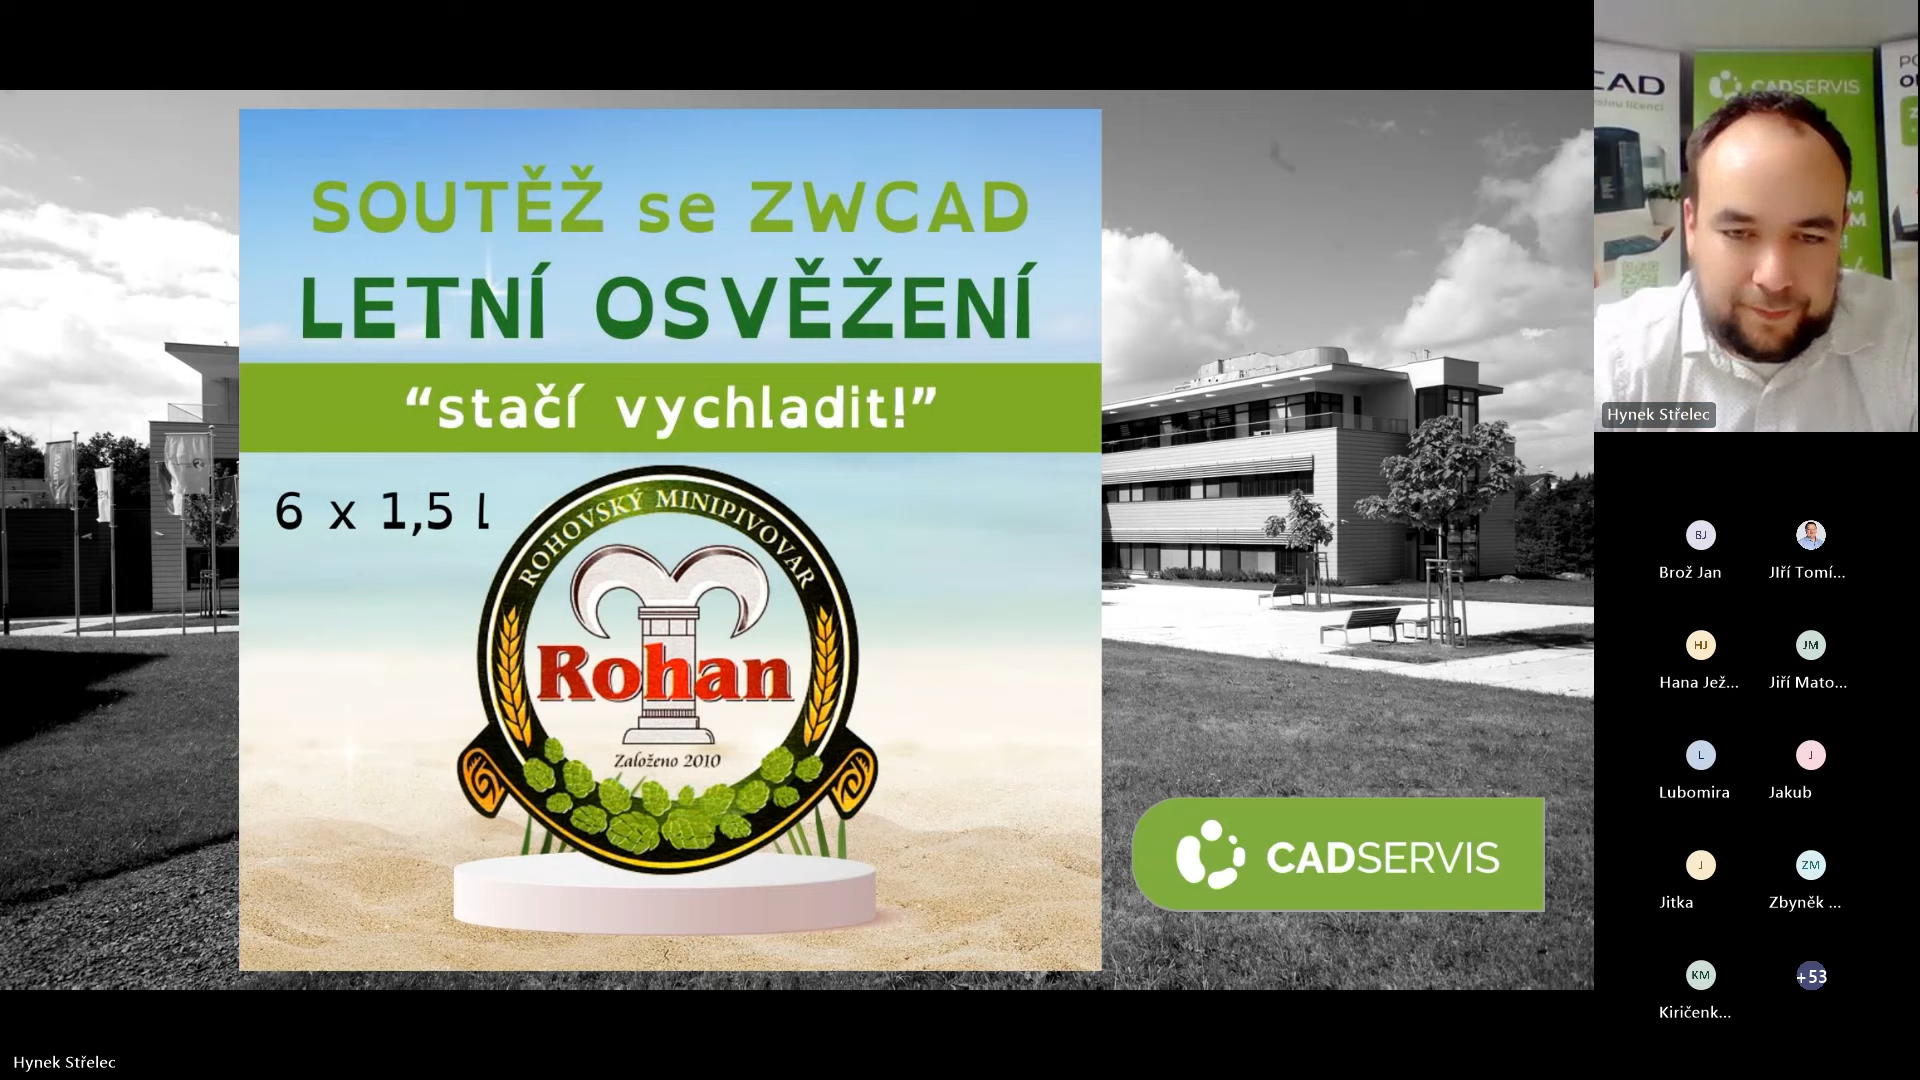 SOUTĚŽ se ZWCAD
LETNÍ OSVĚŽENÍ
“stačí vychladit!”
6 x 1,5 l
ROHOVSKÝ MINIPIVOVAR
Rohan
Založeno 2010
CADSERVIS
CAD
CADSERVIS
Hynek Střelec
BJ
Brož Jan
JIří Tomí...
HJ
Hana Jež...
JM
Jiří Mato...
L
Lubomira
J
Jakub
J
Jitka
ZM
Zbyněk ...
KM
Kiričenk...
+53
Hynek Střelec